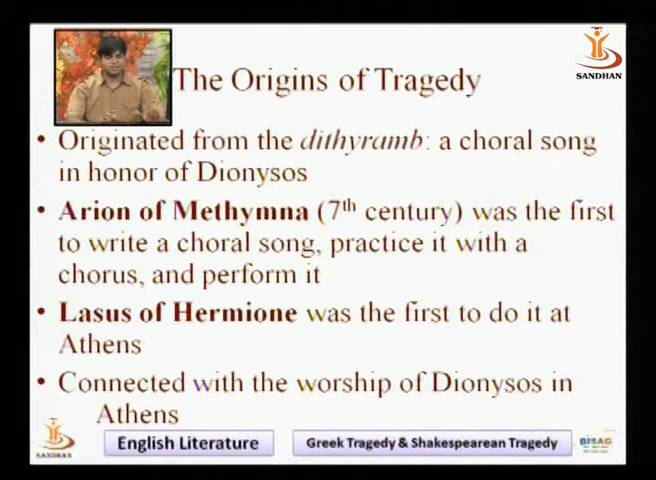 The Origins of Tragedy
SANDHAN
• Originated from the dithyramb: a choral song
in honor of Dionysos
• Arion of Methymna (7th century) was the first
to write a choral song, practice it with a
chorus, and perform it
• Lasus of Hermione was the first to do it at
Athens
• Connected with the worship of Dionysos in
Athens
SANDHAN
English Literature
Greek Tragedy & Shakespearean Tragedy
BISAG